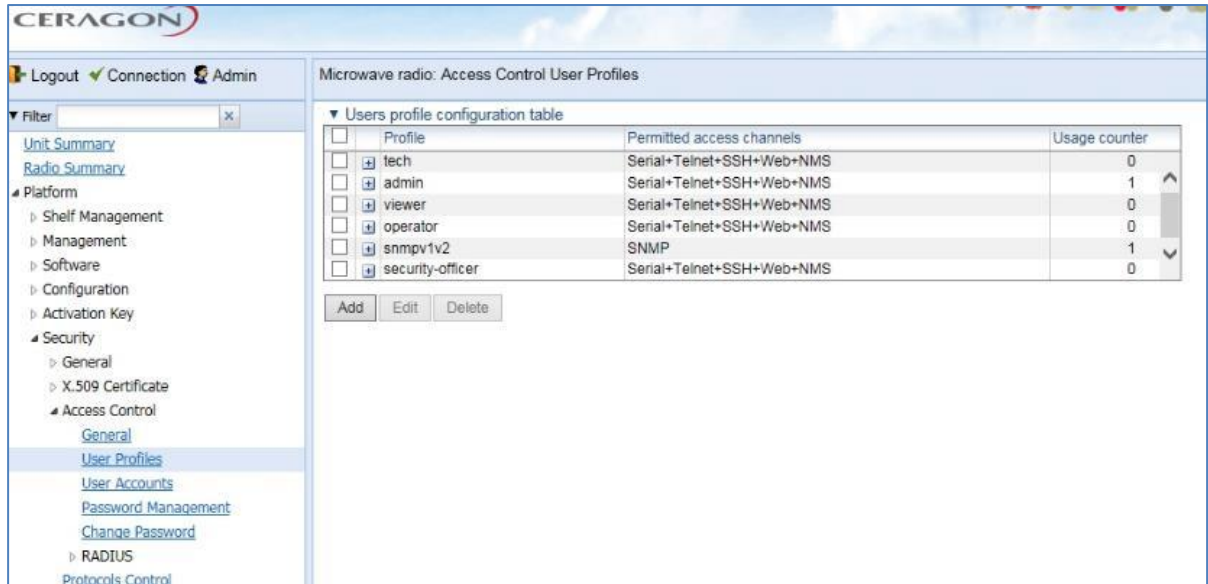 CERAGON
Logout Connection Admin
Filter
Unit Summary
Radio Summary
Platform
Shelf Management
Management
Software
Configuration
Activation Key
Security
General
X.509 Certificate
Access Control
General
User Profiles
User Accounts
Password Management
Change Password
RADIUS
Protocols Control
Microwave radio: Access Control User Profiles
Users profile configuration table
Profile Permitted access channels Usage counter
tech Serial+Telnet+SSH+Web+NMS 0
admin Serial+Telnet+SSH+Web+NMS 1
viewer Serial+Telnet+SSH+Web+NMS 0
operator Serial+Telnet+SSH+Web+NMS 0
snmpv1v2 SNMP 1
security-officer Serial+Telnet+SSH+Web+NMS 0
Add Edit Delete